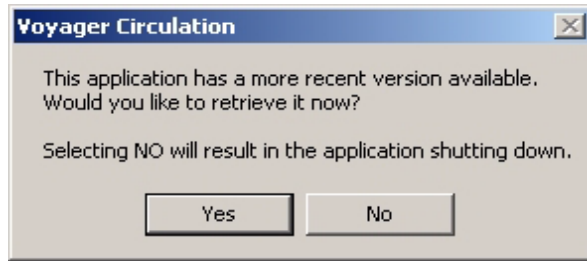 Voyager Circulation
This application has a more recent version available.
Would you like to retrieve it now?
Selecting NO will result in the application shutting down.
Yes
No